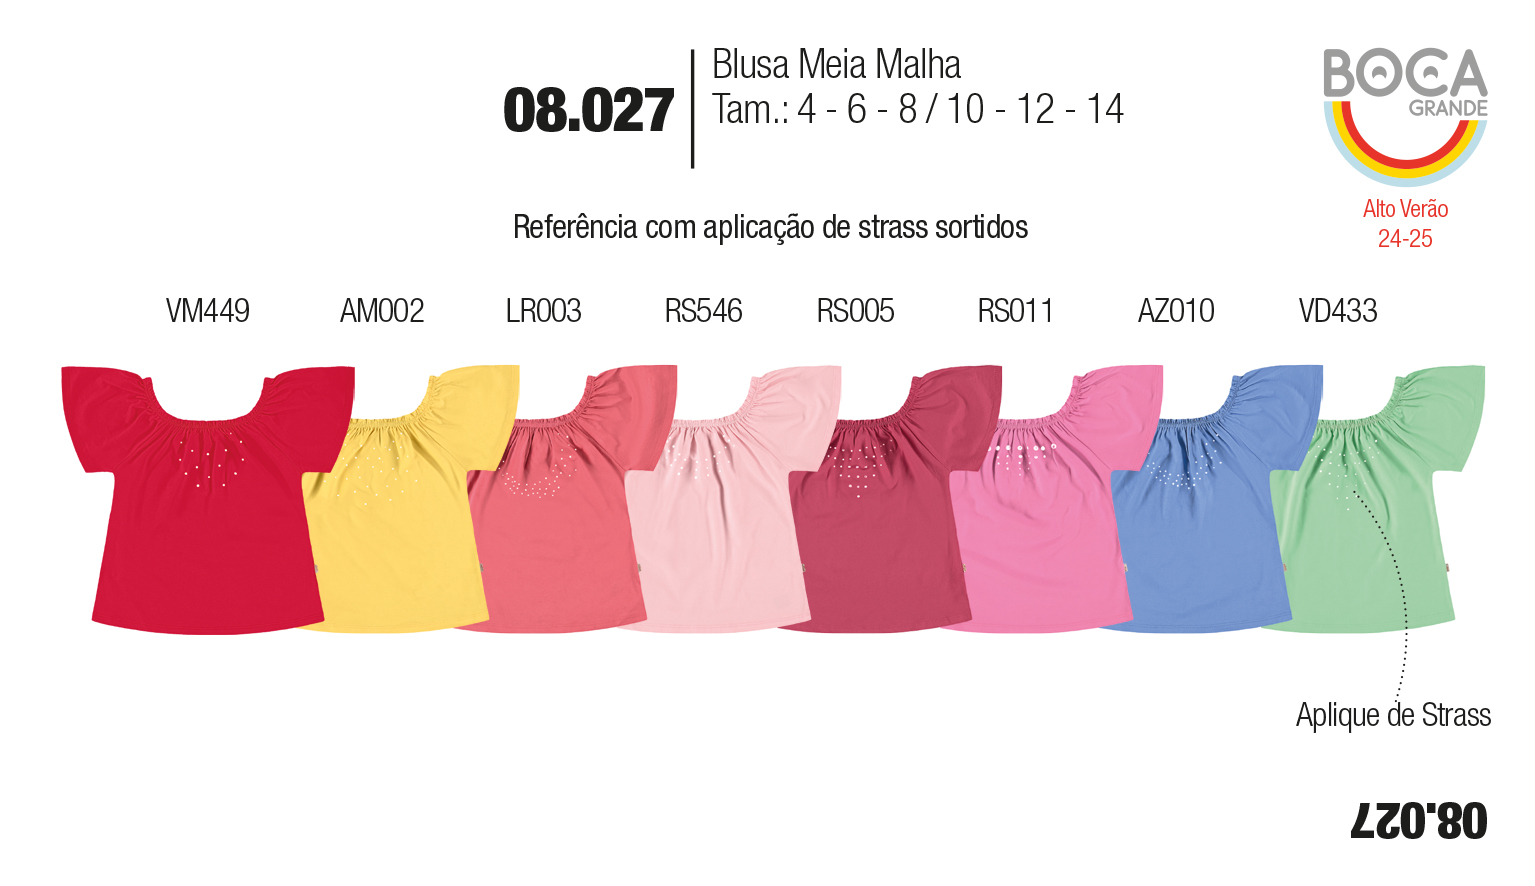 08.027
Blusa Meia Malha
Tam.: 4 - 6 - 8 / 10 - 12 - 14
BOCA
GRANDE
Alto Verão
24-25
Referência com aplicação de strass sortidos
VM449 AM002 LR003 RS546 RS005 RS011 AZ010 VD433
Aplique de Strass
08.027